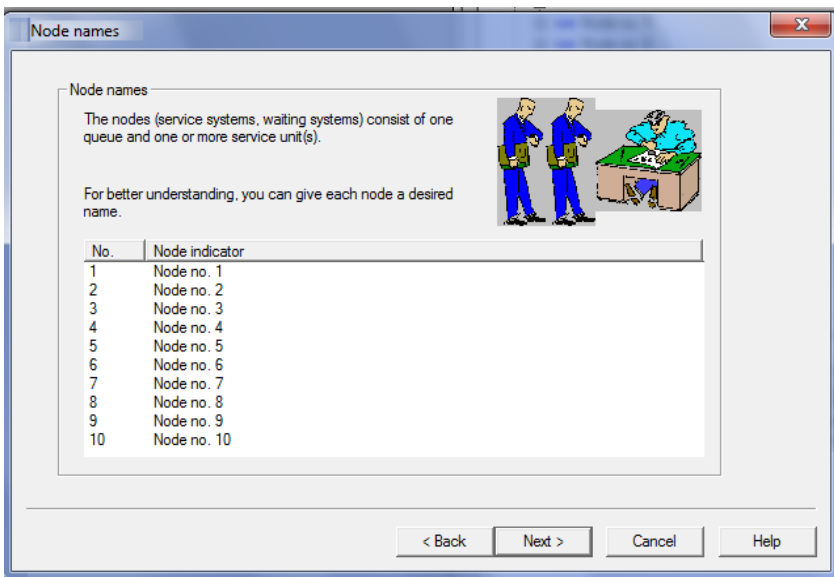 Node names
X
Node names
The nodes (service systems, waiting systems) consist of one
queue and one or more service unit(s).
For better understanding, you can give each node a desired
name.
No. Node indicator
1 Node no. 1
2 Node no. 2
3 Node no. 3
4 Node no. 4
5 Node no. 5
6 Node no. 6
7 Node no. 7
8 Node no. 8
9 Node no. 9
10 Node no. 10
< Back Next > Cancel Help